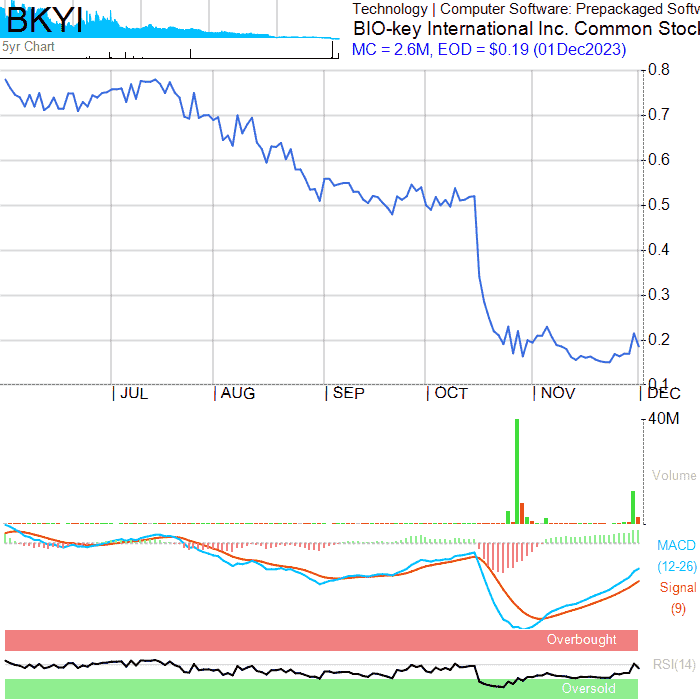 BKYI
5yr Chart
Technology | Computer Software: Prepackaged Softw
BIO-key International Inc. Common Stoc
MC = 2.6M, EOD = $0.19 (01Dec2023)
0.8
0.7
0.6
0.5
0.4
0.3
0.2
0.1
JUL AUG SEP OCT NOV DEC
40M
Volume
MACD
(12-26)
Signal
(9)
Overbought
RSI(14)
Oversold